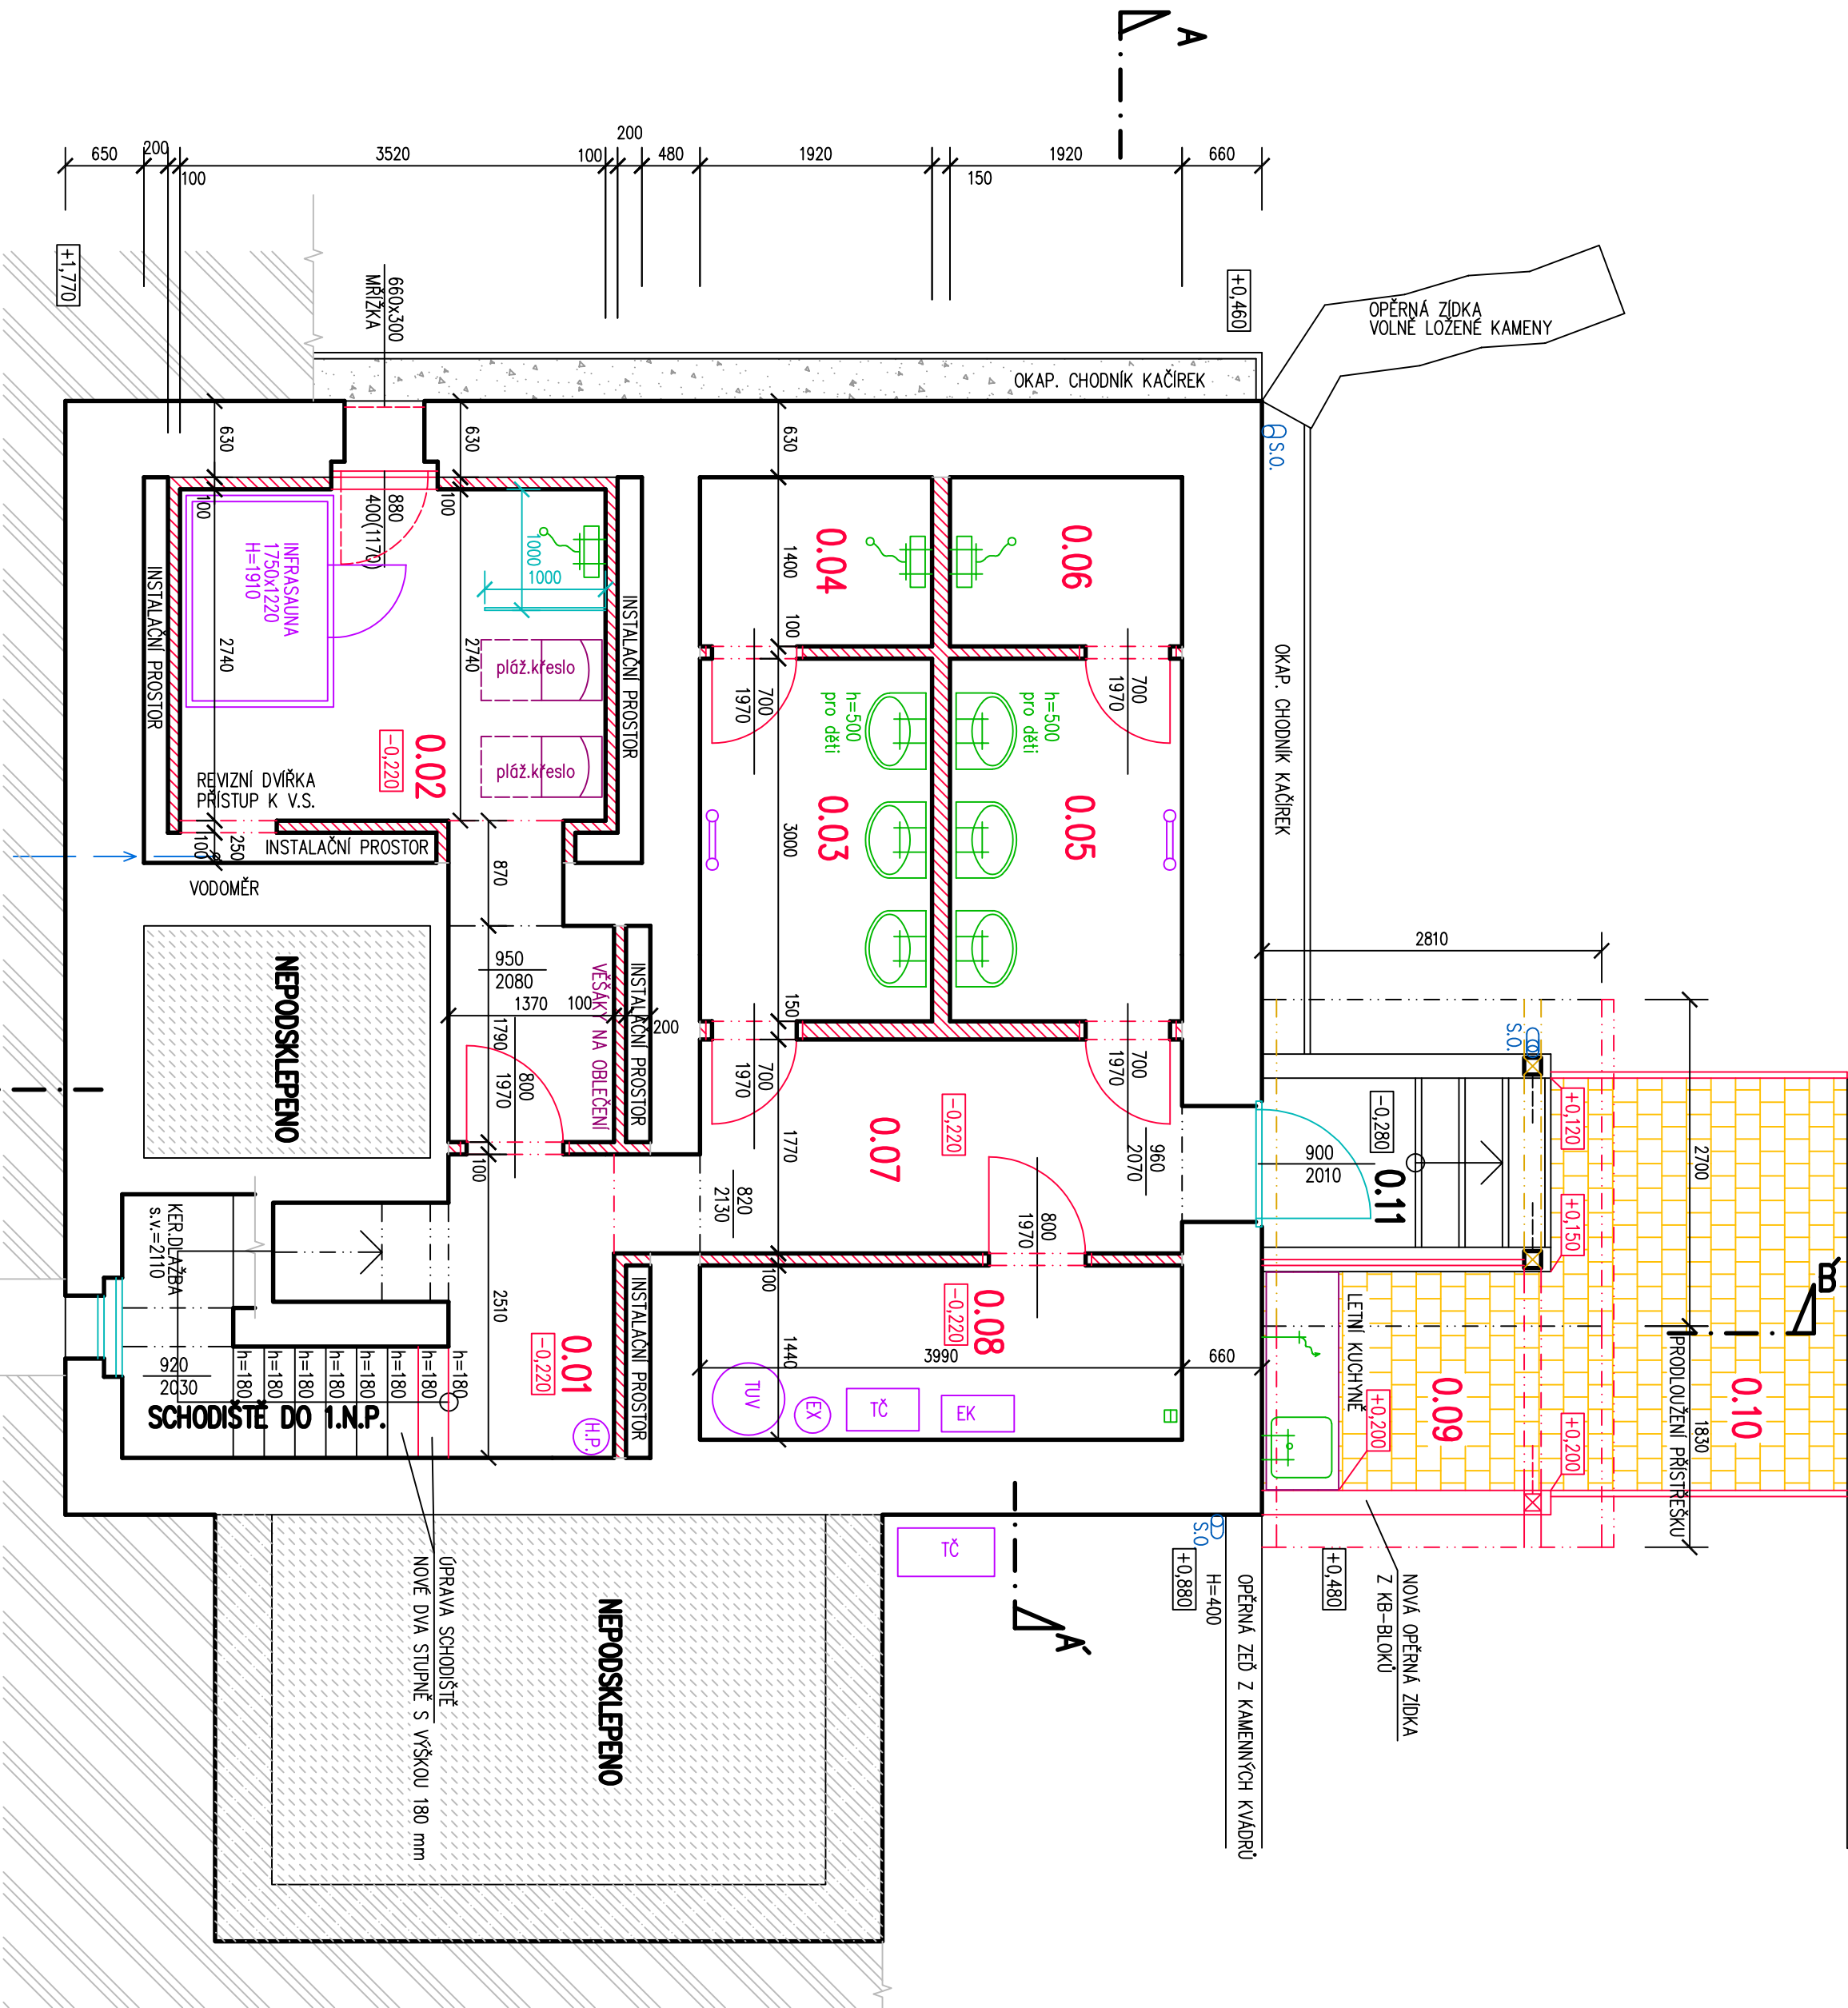 A
650
200
100
3520
100
200
480
1920
150
1920
660
+1,770
660x300
MŘÍŽKA
+0,460
OPĚRNÁ ZÍDKA
VOLNĚ LOŽENÉ KAMENY
OKAP. CHODNÍK KAČÍREK
S.O.
630
630
630
100
880
400(1170)
100
INFRASAUNA
1750x1220
H=1910
1000
1000
INSTALAČNÍ PROSTOR
INSTALAČNÍ PROSTOR
2740
2740
pláž.křeslo
pláž.křeslo
0.02
-0,220
REVIZNÍ DVÍŘKA
PŘÍSTUP K V.S.
INSTALAČNÍ PROSTOR
100
250
VODOMĚR
0.04
0.06
1400
100
700
1970
700
1970
h=500
pro děti
h=500
pro děti
0.03
0.05
3000
150
OKAP. CHODNÍK KAČÍREK
870
950
2080
1370
100
200
1790
800
1970
VĚŠÁKY NA OBLEČENÍ
INSTALAČNÍ PROSTOR
100
NEPODSKLEPENO
700
1970
700
1970
-0,220
0.07
1770
820
2130
960
2070
800
1970
100
2810
S.O.
-0,280
900
2010
0.11
+0,120
+0,150
2700
B´
KER.DLAŽBA
s.v.=2110
920
2030
h=180
h=180
h=180
h=180
h=180
h=180
h=180
h=180
SCHODIŠTĚ DO 1.N.P.
2510
0.01
-0,220
H.P.
INSTALAČNÍ PROSTOR
0.08
-0,220
1440
3990
660
TUV
EX
TČ
EK
LETNÍ KUCHYNĚ
+0,200
0.09
+0,200
0.10
PRODLOUŽENÍ PŘÍSTŘEŠKU
1830
TČ
S.O
+0,880
H=400
OPĚRNÁ ZEĎ Z KAMENNÝCH KVÁDRŮ
+0,480
NOVÁ OPĚRNÁ ZÍDKA
Z KB-BLOKŮ
A´
ÚPRAVA SCHODIŠTĚ
NOVÉ DVA STUPNĚ S VÝŠKOU 180 mm
NEPODSKLEPENO